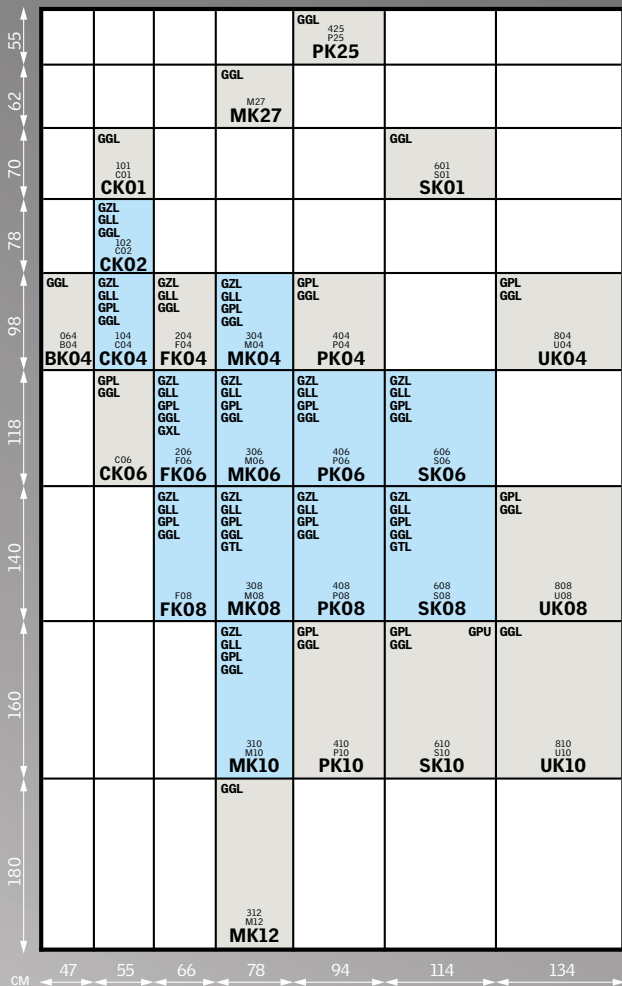 55
GGL
425
P25
PK25
62
GGL
M27
MK27
70
GGL
101
C01
CK01
GGL
601
S01
SK01
78
GZL
GLL
GGL
102
C02
CK02
98
GGL
064
B04
BK04
GZL
GLL
GPL
GGL
104
C04
CK04
GZL
GLL
GGL
204
F04
FK04
GZL
GLL
GPL
GGL
304
M04
MK04
GPL
GGL
404
P04
PK04
GPL
GGL
804
U04
UK04
118
GPL
GGL
C06
CK06
GZL
GLL
GPL
GGL
GXL
206
F06
FK06
GZL
GLL
GPL
GGL
306
M06
MK06
GZL
GLL
GPL
GGL
406
P06
PK06
GZL
GLL
GPL
GGL
606
S06
SK06
140
GZL
GLL
GPL
GGL
F08
FK08
GZL
GLL
GPL
GGL
GTL
308
M08
MK08
GZL
GLL
GPL
GGL
408
P08
PK08
GZL
GLL
GPL
GGL
GTL
608
S08
SK08
GPL
GGL
808
U08
UK08
160
GZL
GLL
GPL
GGL
310
M10
MK10
GPL
GGL
410
P10
PK10
GPL GPU
GGL
610
S10
SK10
GGL
810
U10
UK10
180
GGL
312
M12
MK12
см 47 55 66 78 94 114 134